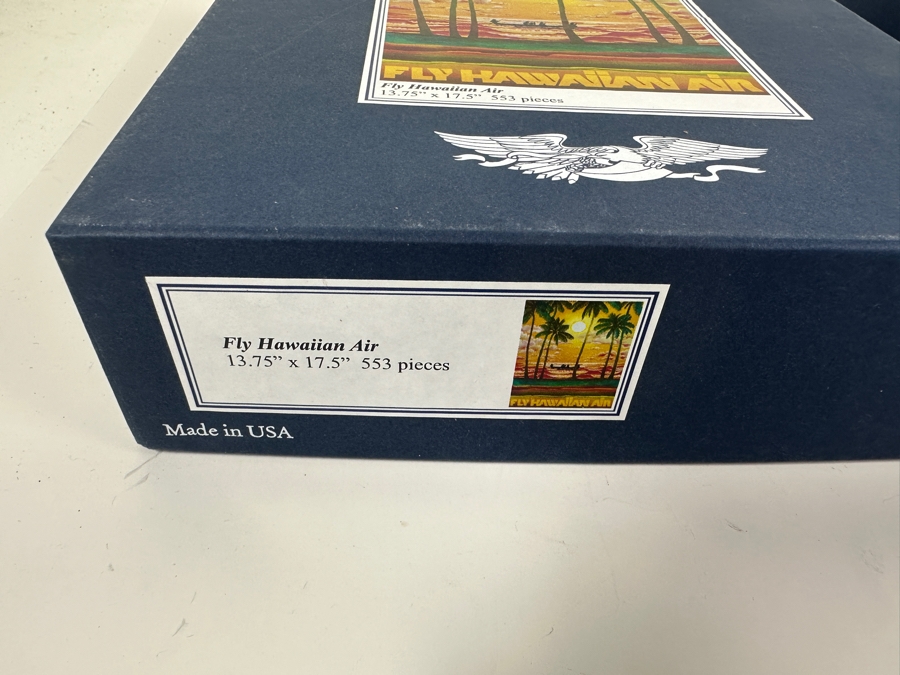 FLY HAWAIIAN AIR
Fly Hawaiian Air
13.75” x 17.5” 553 pieces
Fly Hawaiian Air
13.75” x 17.5” 553 pieces
FLY HAWAIIAN AIR
Made in USA